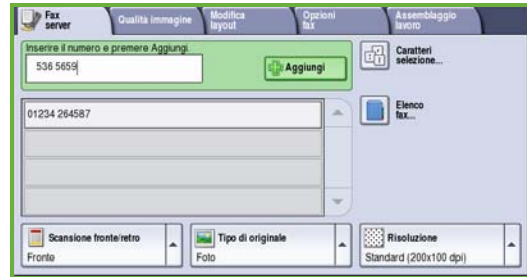 Fax
server
Qualità immagine
Modifica
layout
Opzioni
fax
Assemblaggio
lavoro
Inserire il numero e premere Aggiungi.
536 5659
Aggiungi
Caratteri
selezione...
01234 264587
Elenco
fax...
Scansione fronte/retro
Fronte
Tipo di originale
Foto
Risoluzione
Standard (200x100 dpi)